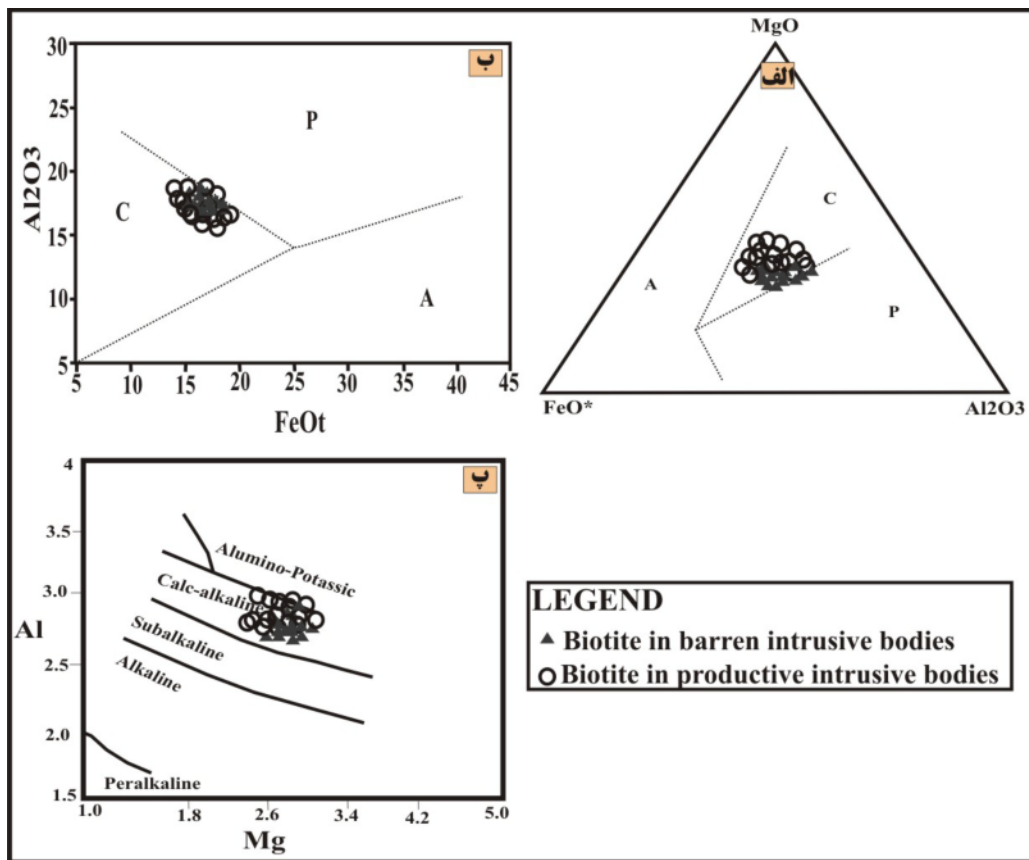 30
25
20
15
10
5
Al2O3
ب
P
C
A
5
10
15
20
25
30
35
40
45
FeOt
MgO
الف
C
A
P
FeO*
Al2O3
4
3.5
3.0
2.5
2.0
1.5
Al
پ
Alumino-Potassic
Calc-alkaline
Subalkaline
Alkaline
Peralkaline
1.0
1.8
2.6
3.4
4.2
5.0
Mg
LEGEND
Biotite in barren intrusive bodies
Biotite in productive intrusive bodies